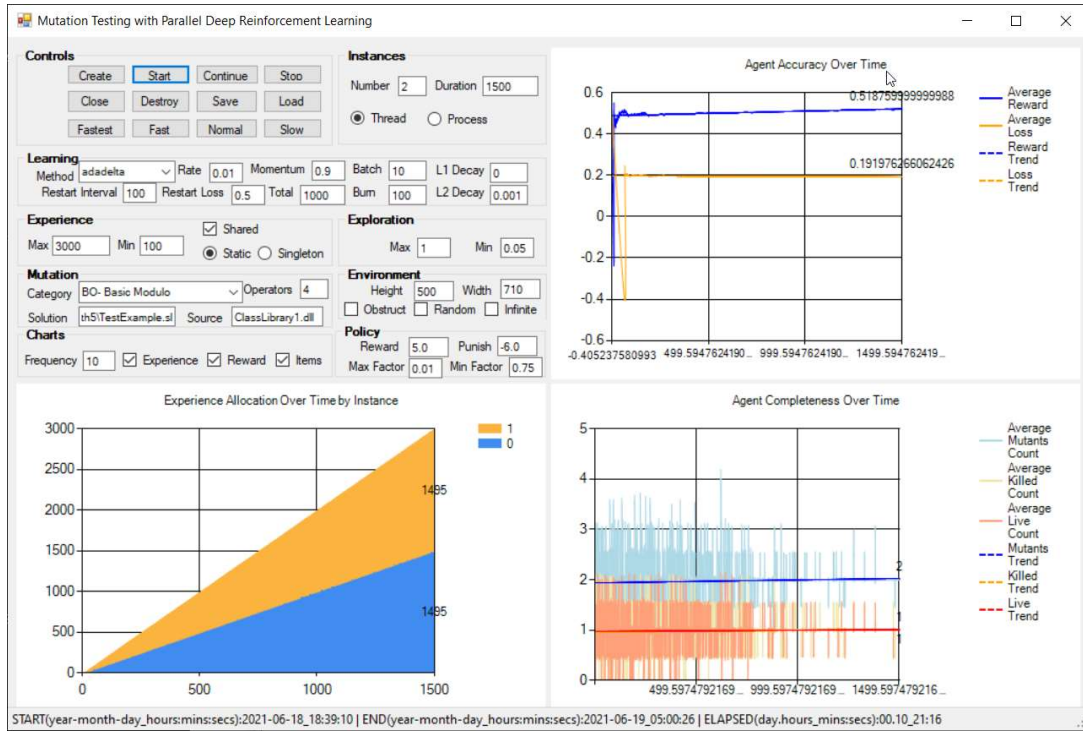 Mutation Testing with Parallel Deep Reinforcement Learning
Controls
Create Start Continue Stop
Close Destroy Save Load
Fastest Fast Normal Slow
Instances
Number 2 Duration 1500
Thread Process
Learning
Method adadelta Rate 0.01 Momentum 0.9 Batch 10 L1 Decay 0
Restart Interval 100 Restart Loss 0.5 Total 1000 Burn 100 L2 Decay 0.001
Experience
Shared
Max 3000 Min 100 Static Singleton
Exploration
Max 1 Min 0.05
Mutation
Category BO- Basic Modulo Operators 4
Solution th5\TestExample.sl Source ClassLibrary1.dll
Environment
Height 500 Width 710
Obstruct Random Infinite
Charts
Frequency 10 Experience Reward Items
Policy
Reward 5.0 Punish -6.0
Max Factor 0.01 Min Factor 0.75
Agent Accuracy Over Time
0.6
0.4
0.2
0
-0.2
-0.4
-0.6
0.518759999999988
0.191976266062426
-0.405237580993 499.5947624190... 999.5947624190... 1499.594762419...
Average
Reward
Average
Loss
Reward
Trend
Loss
Trend
Experience Allocation Over Time by Instance
3000
2500
2000
1500
1000
500
0
1495
1495
0 500 1000 1500
1
0
Agent Completeness Over Time
5
4
3
2
1
0
2
1
1
499.5974792169... 999.5974792169... 1499.597479216...
Average
Mutants
Count
Average
Killed
Count
Average
Live
Count
Mutants
Trend
Killed
Trend
Live
Trend
START(year-month-day_hours:mins:secs):2021-06-18_18:39:10 | END(year-month-day_hours:mins:secs):2021-06-19_05:00:26 | ELAPSED(day.hours_mins:secs):00.10_21:16